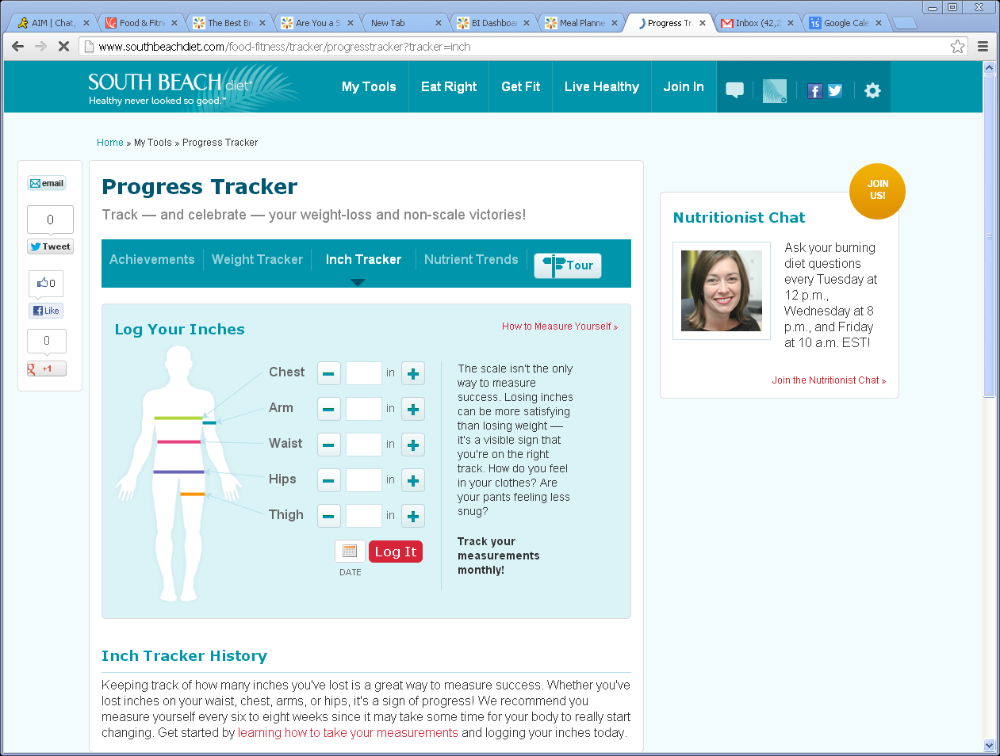 AIM | Chat,
Food & Fitn
The Best Bre
Are You a S
New Tab
BI Dashboar
Meal Planne
Progress Tr
Inbox (42,2
15
Google Cale
www.southbeachdiet.com/food-fitness/tracker/progresstracker?tracker=inch
SOUTH BEACH diet
Healthy never looked so good.™
My Tools
Eat Right
Get Fit
Live Healthy
Join In
Home » My Tools » Progress Tracker
email
0
Tweet
0
Like
0
+1
Progress Tracker
Track — and celebrate — your weight-loss and non-scale victories!
Achievements
Weight Tracker
Inch Tracker
Nutrient Trends
Tour
Log Your Inches
How to Measure Yourself »
Chest in
Arm in
Waist in
Hips in
Thigh in
Log It
DATE
The scale isn't the only
way to measure
success. Losing inches
can be more satisfying
than losing weight —
it's a visible sign that
you're on the right
track. How do you feel
in your clothes? Are
your pants feeling less
snug?
Track your
measurements
monthly!
Inch Tracker History
Keeping track of how many inches you've lost is a great way to measure success. Whether you've
lost inches on your waist, chest, arms, or hips, it's a sign of progress! We recommend you
measure yourself every six to eight weeks since it may take some time for your body to really start
changing. Get started by learning how to take your measurements and logging your inches today.
JOIN
US!
Nutritionist Chat
Ask your burning
diet questions
every Tuesday at
12 p.m.,
Wednesday at 8
p.m., and Friday
at 10 a.m. EST!
Join the Nutritionist Chat »